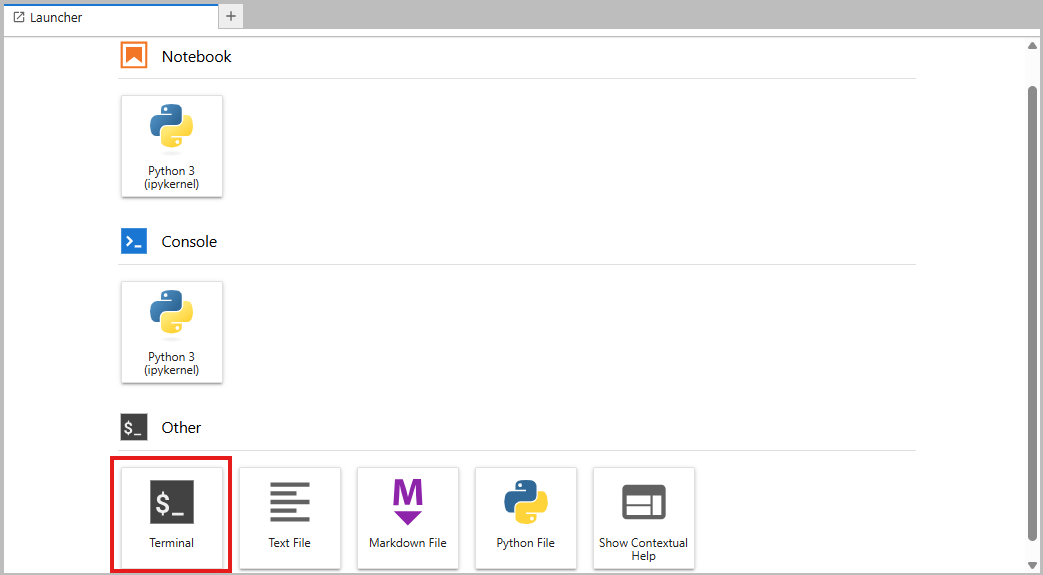 Launcher
+
Notebook
Python 3
(ipykernel)
Console
Python 3
(ipykernel)
$_
Other
$_
Terminal
Text File
M
Markdown File
Python File
Show Contextual
Help